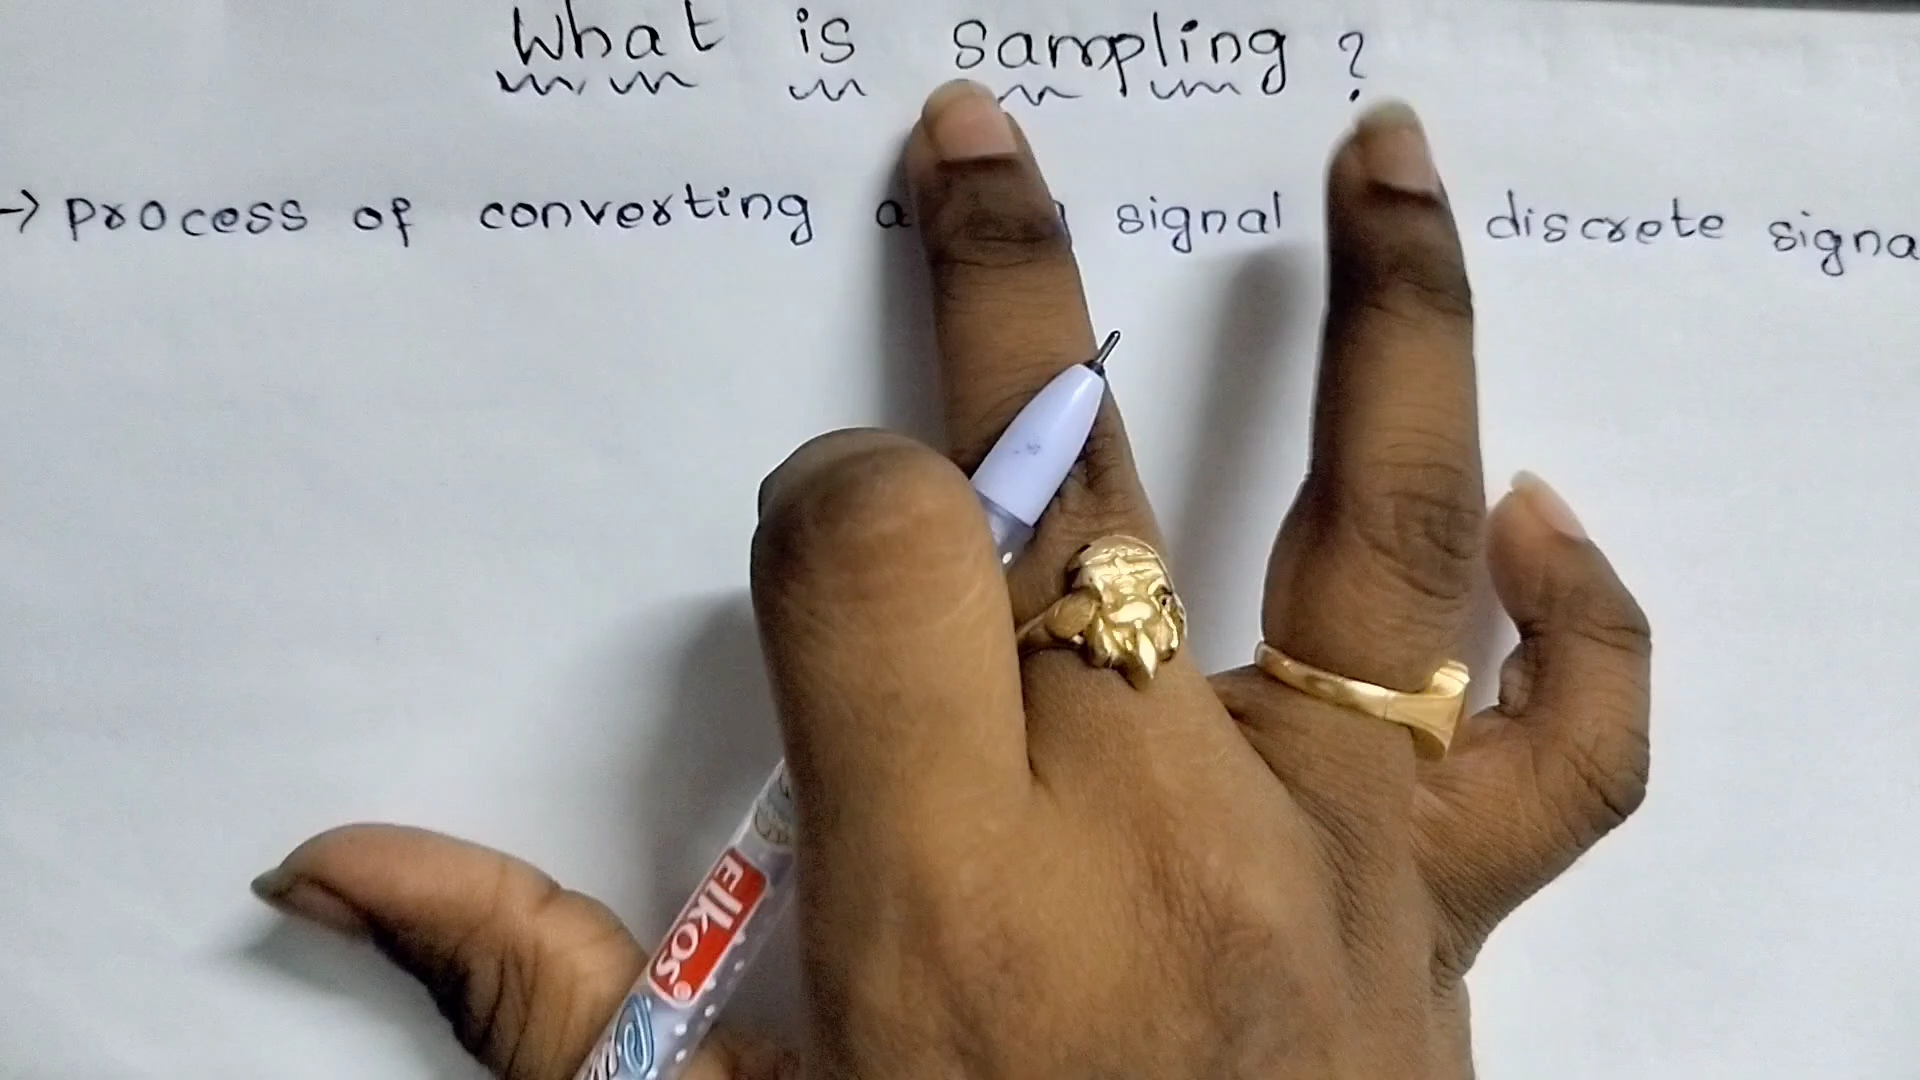 What is sampling ?
→ process of converting signal discrete signa
Elkos